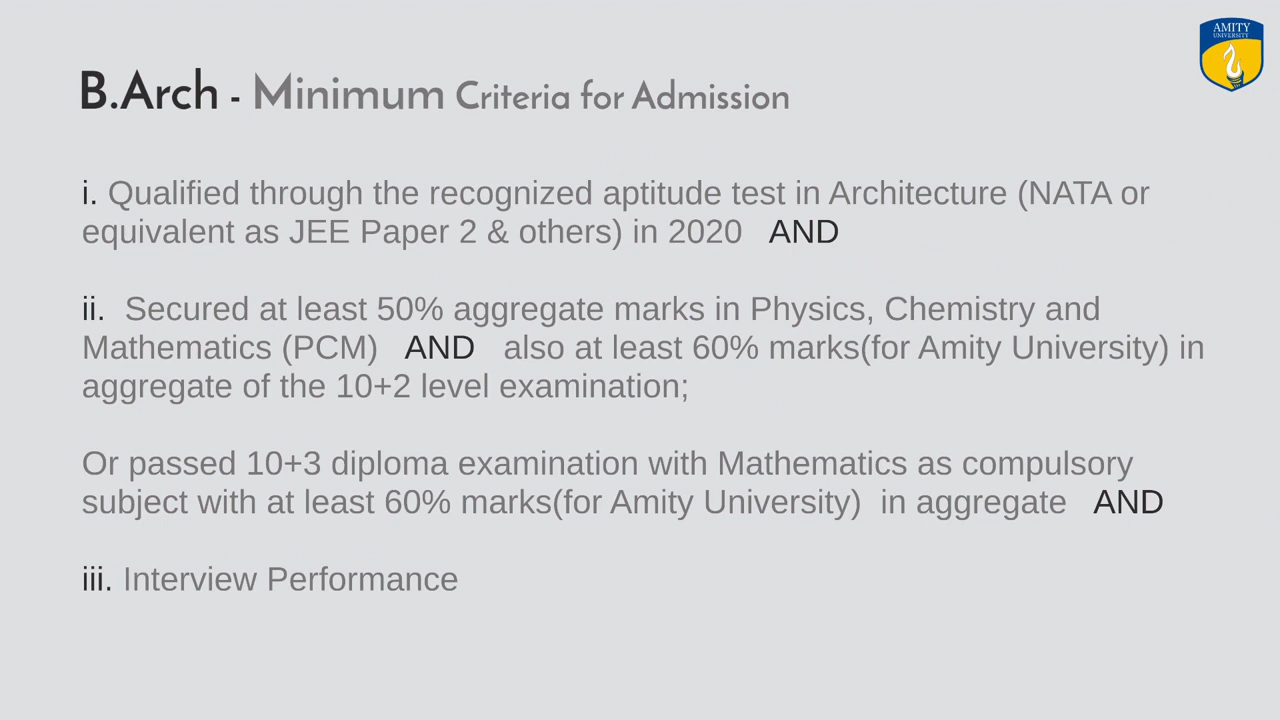 AMITY
UNIVERSITY
B.Arch - Minimum Criteria for Admission
i. Qualified through the recognized aptitude test in Architecture (NATA or
equivalent as JEE Paper 2 & others) in 2020 AND
ii. Secured at least 50% aggregate marks in Physics, Chemistry and
Mathematics (PCM) AND also at least 60% marks(for Amity University) in
aggregate of the 10+2 level examination;
Or passed 10+3 diploma examination with Mathematics as compulsory
subject with at least 60% marks(for Amity University) in aggregate AND
iii. Interview Performance